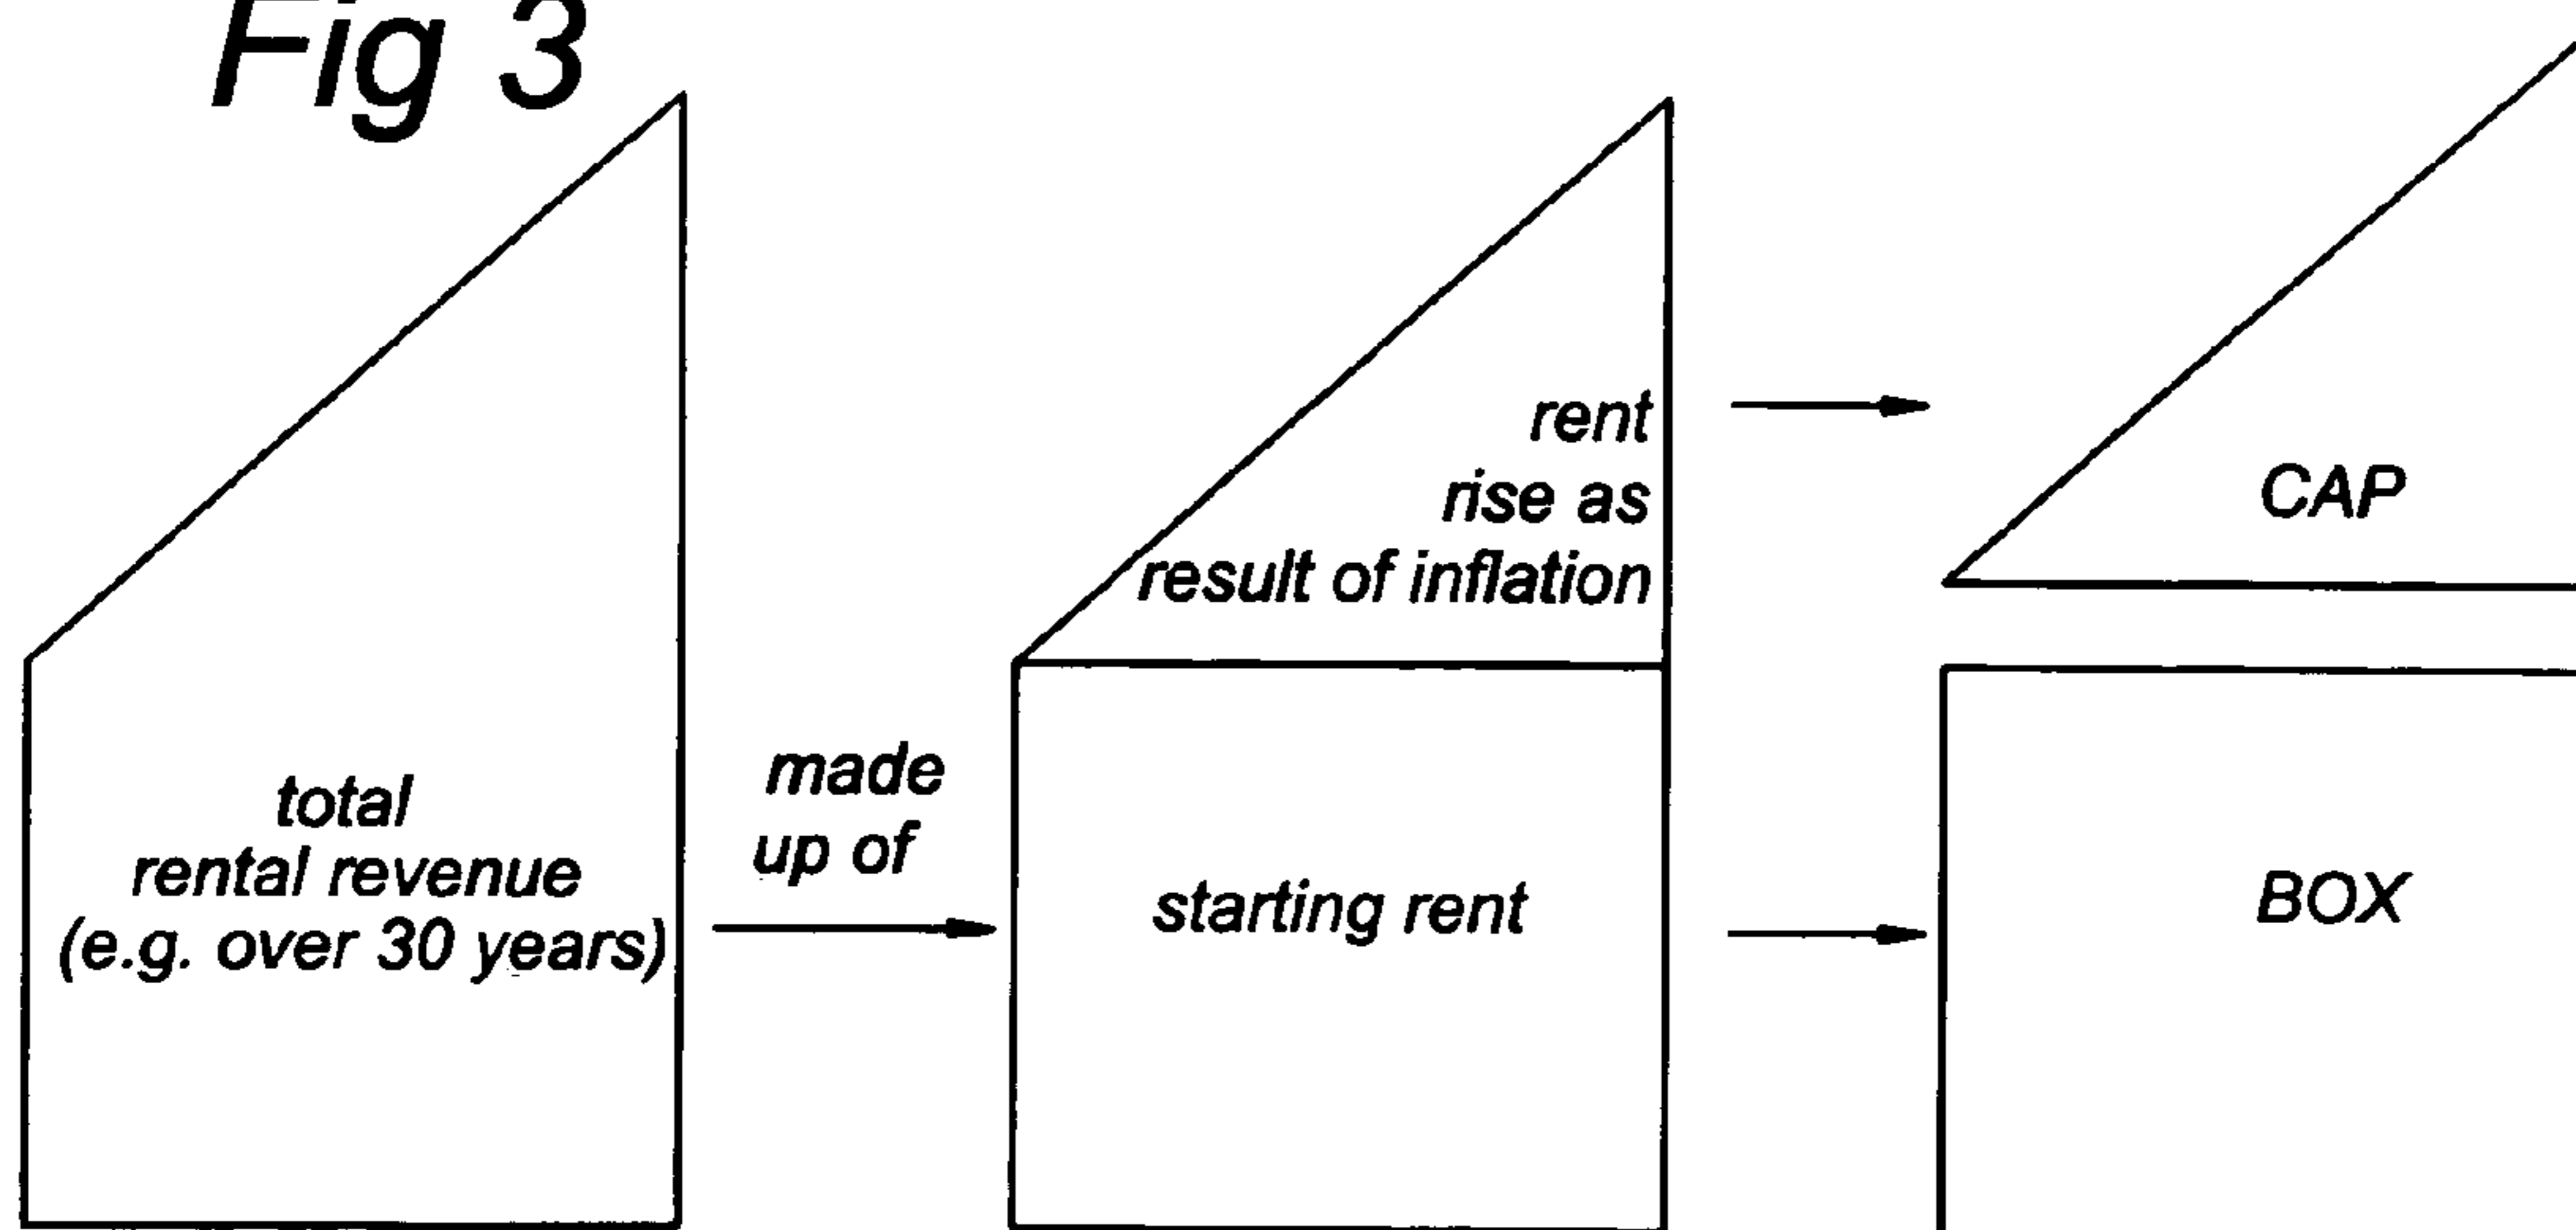 Fig 3
total
rental revenue
(e.g. over 30 years)
made
up of
rent
rise as
result of inflation
starting rent
CAP
BOX